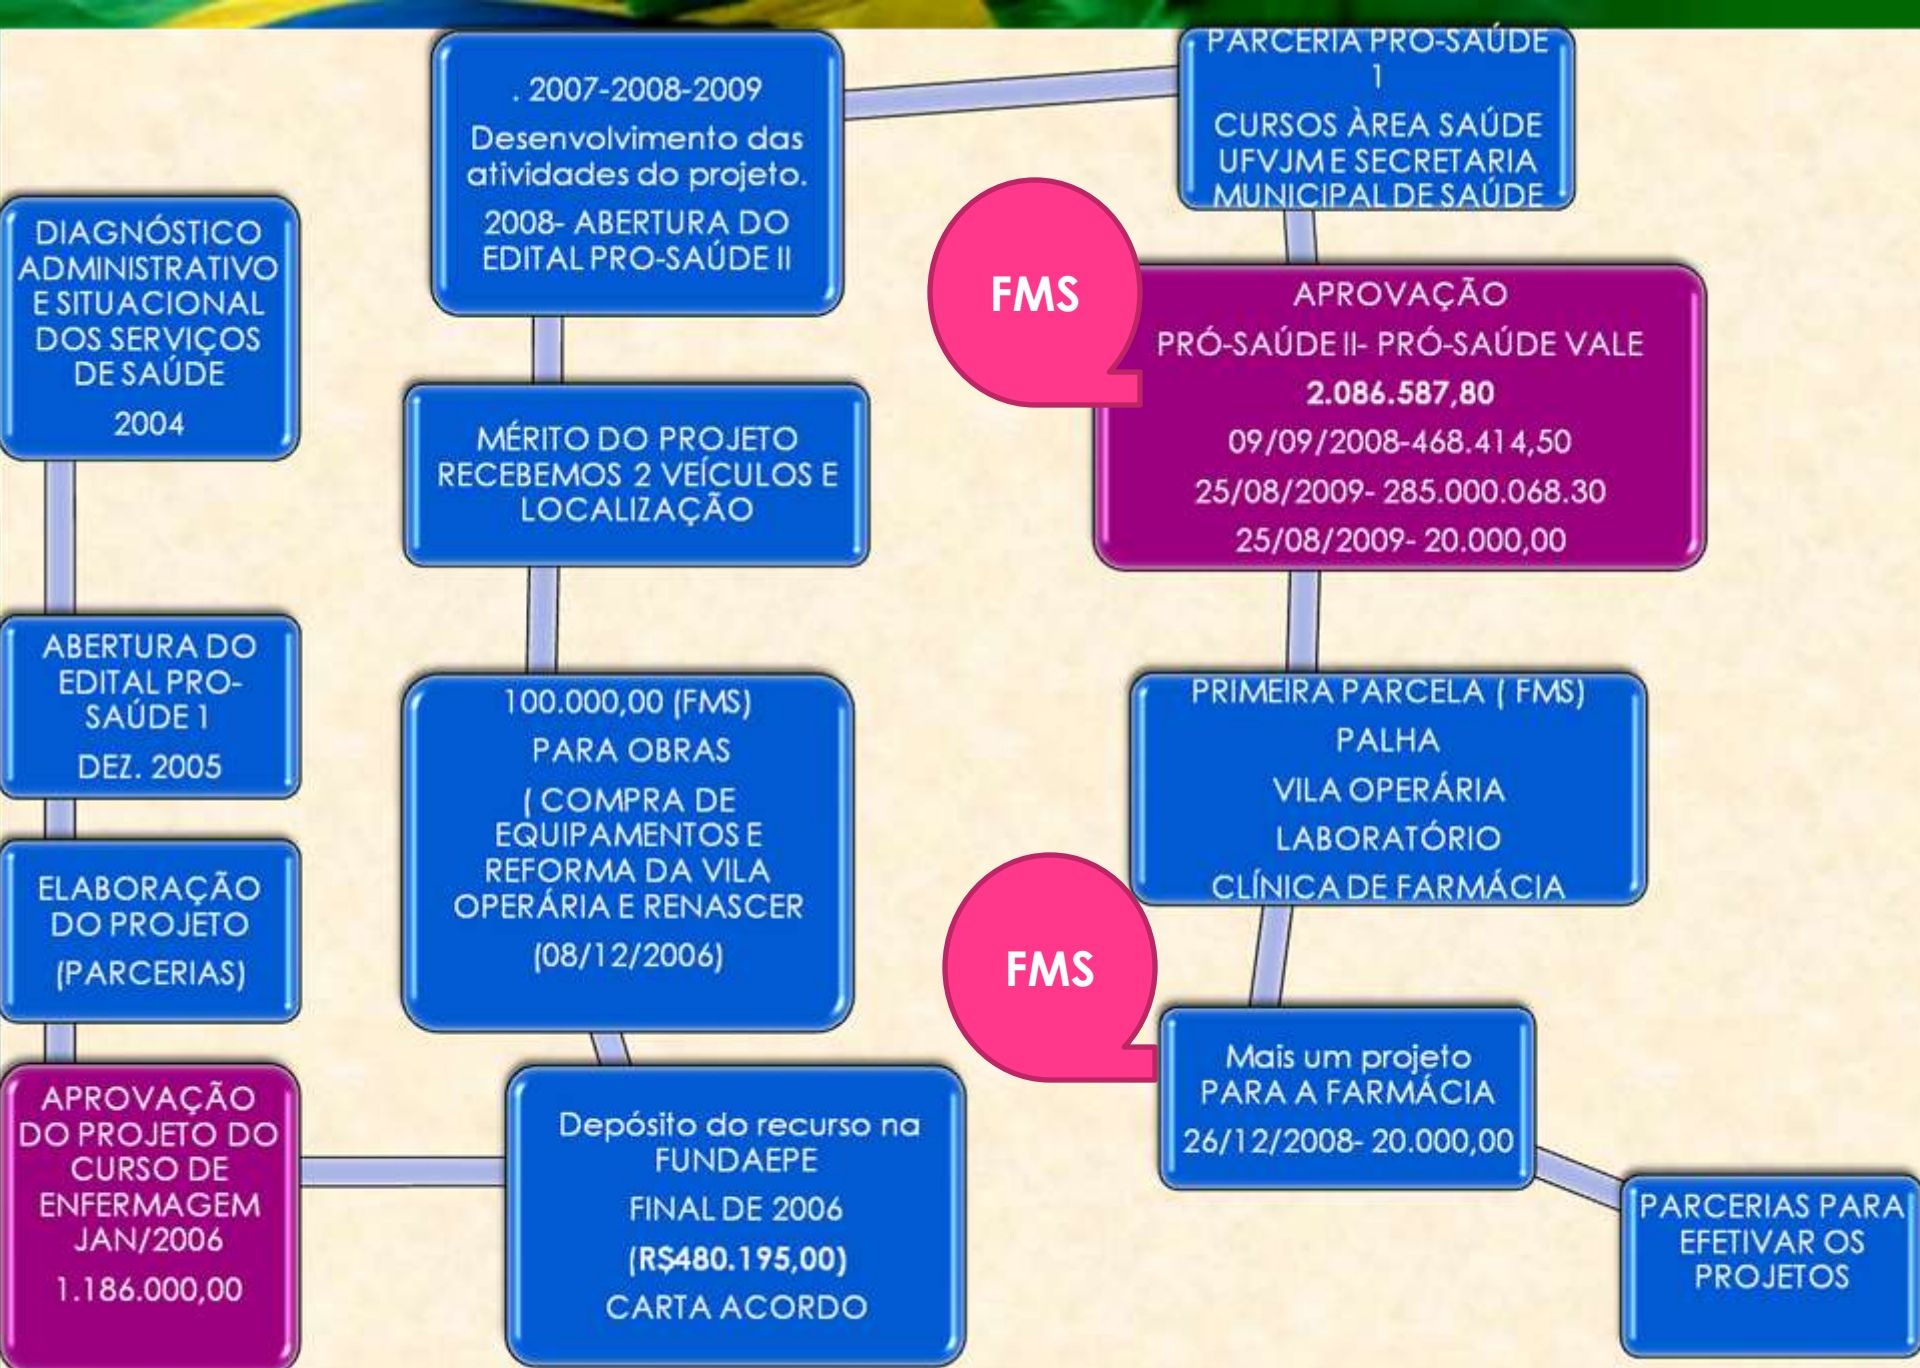 DIAGNÓSTICO
ADMINISTRATIVO
E SITUACIONAL
DOS SERVIÇOS
DE SAÚDE
2004
ABERTURA DO
EDITAL PRO-
SAÚDE 1
DEZ. 2005
ELABORAÇÃO
DO PROJETO
(PARCERIAS)
APROVAÇÃO
DO PROJETO DO
CURSO DE
ENFERMAGEM
JAN/2006
1.186.000,00
Depósito do recurso na
FUNDAEPE
FINAL DE 2006
(R$480.195,00)
CARTA ACORDO
100.000,00 (FMS)
PARA OBRAS
( COMPRA DE
EQUIPAMENTOS E
REFORMA DA VILA
OPERÁRIA E RENASCER
(08/12/2006)
MÉRITO DO PROJETO
RECEBEMOS 2 VEÍCULOS E
LOCALIZAÇÃO
. 2007-2008-2009
Desenvolvimento das
atividades do projeto.
2008- ABERTURA DO
EDITAL PRO-SAÚDE II
PARCERIA PRO-SAÚDE
1
CURSOS ÀREA SAÚDE
UFVJM E SECRETARIA
MUNICIPAL DE SAÚDE
FMS
APROVAÇÃO
PRÓ-SAÚDE II- PRÓ-SAÚDE VALE
2.086.587,80
09/09/2008-468.414,50
25/08/2009- 285.000.068.30
25/08/2009- 20.000,00
PRIMEIRA PARCELA ( FMS)
PALHA
VILA OPERÁRIA
LABORATÓRIO
CLÍNICA DE FARMÁCIA
FMS
Mais um projeto
PARA A FARMÁCIA
26/12/2008- 20.000,00
PARCERIAS PARA
EFETIVAR OS
PROJETOS